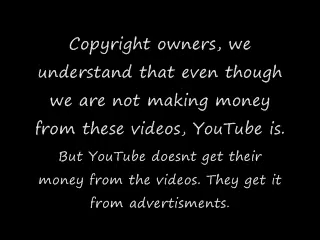 Copyright owners, we
understand that even though
we are not making money
from these videos, YouTube is.
But YouTube doesnt get their
money from the videos. They get it
from advertisments.